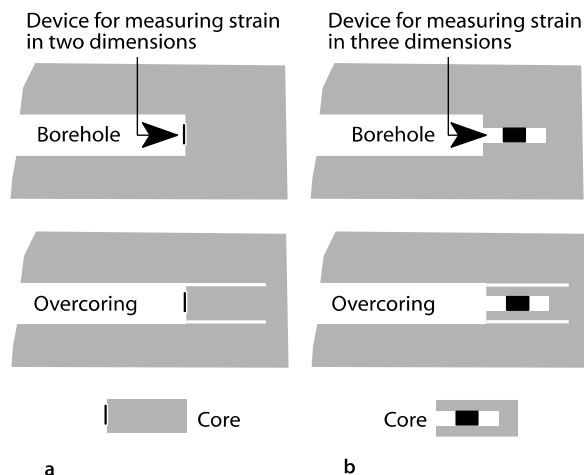 Device for measuring strain
in two dimensions
Device for measuring strain
in three dimensions
Borehole
Borehole
Overcoring
Overcoring
Core
Core
a
b